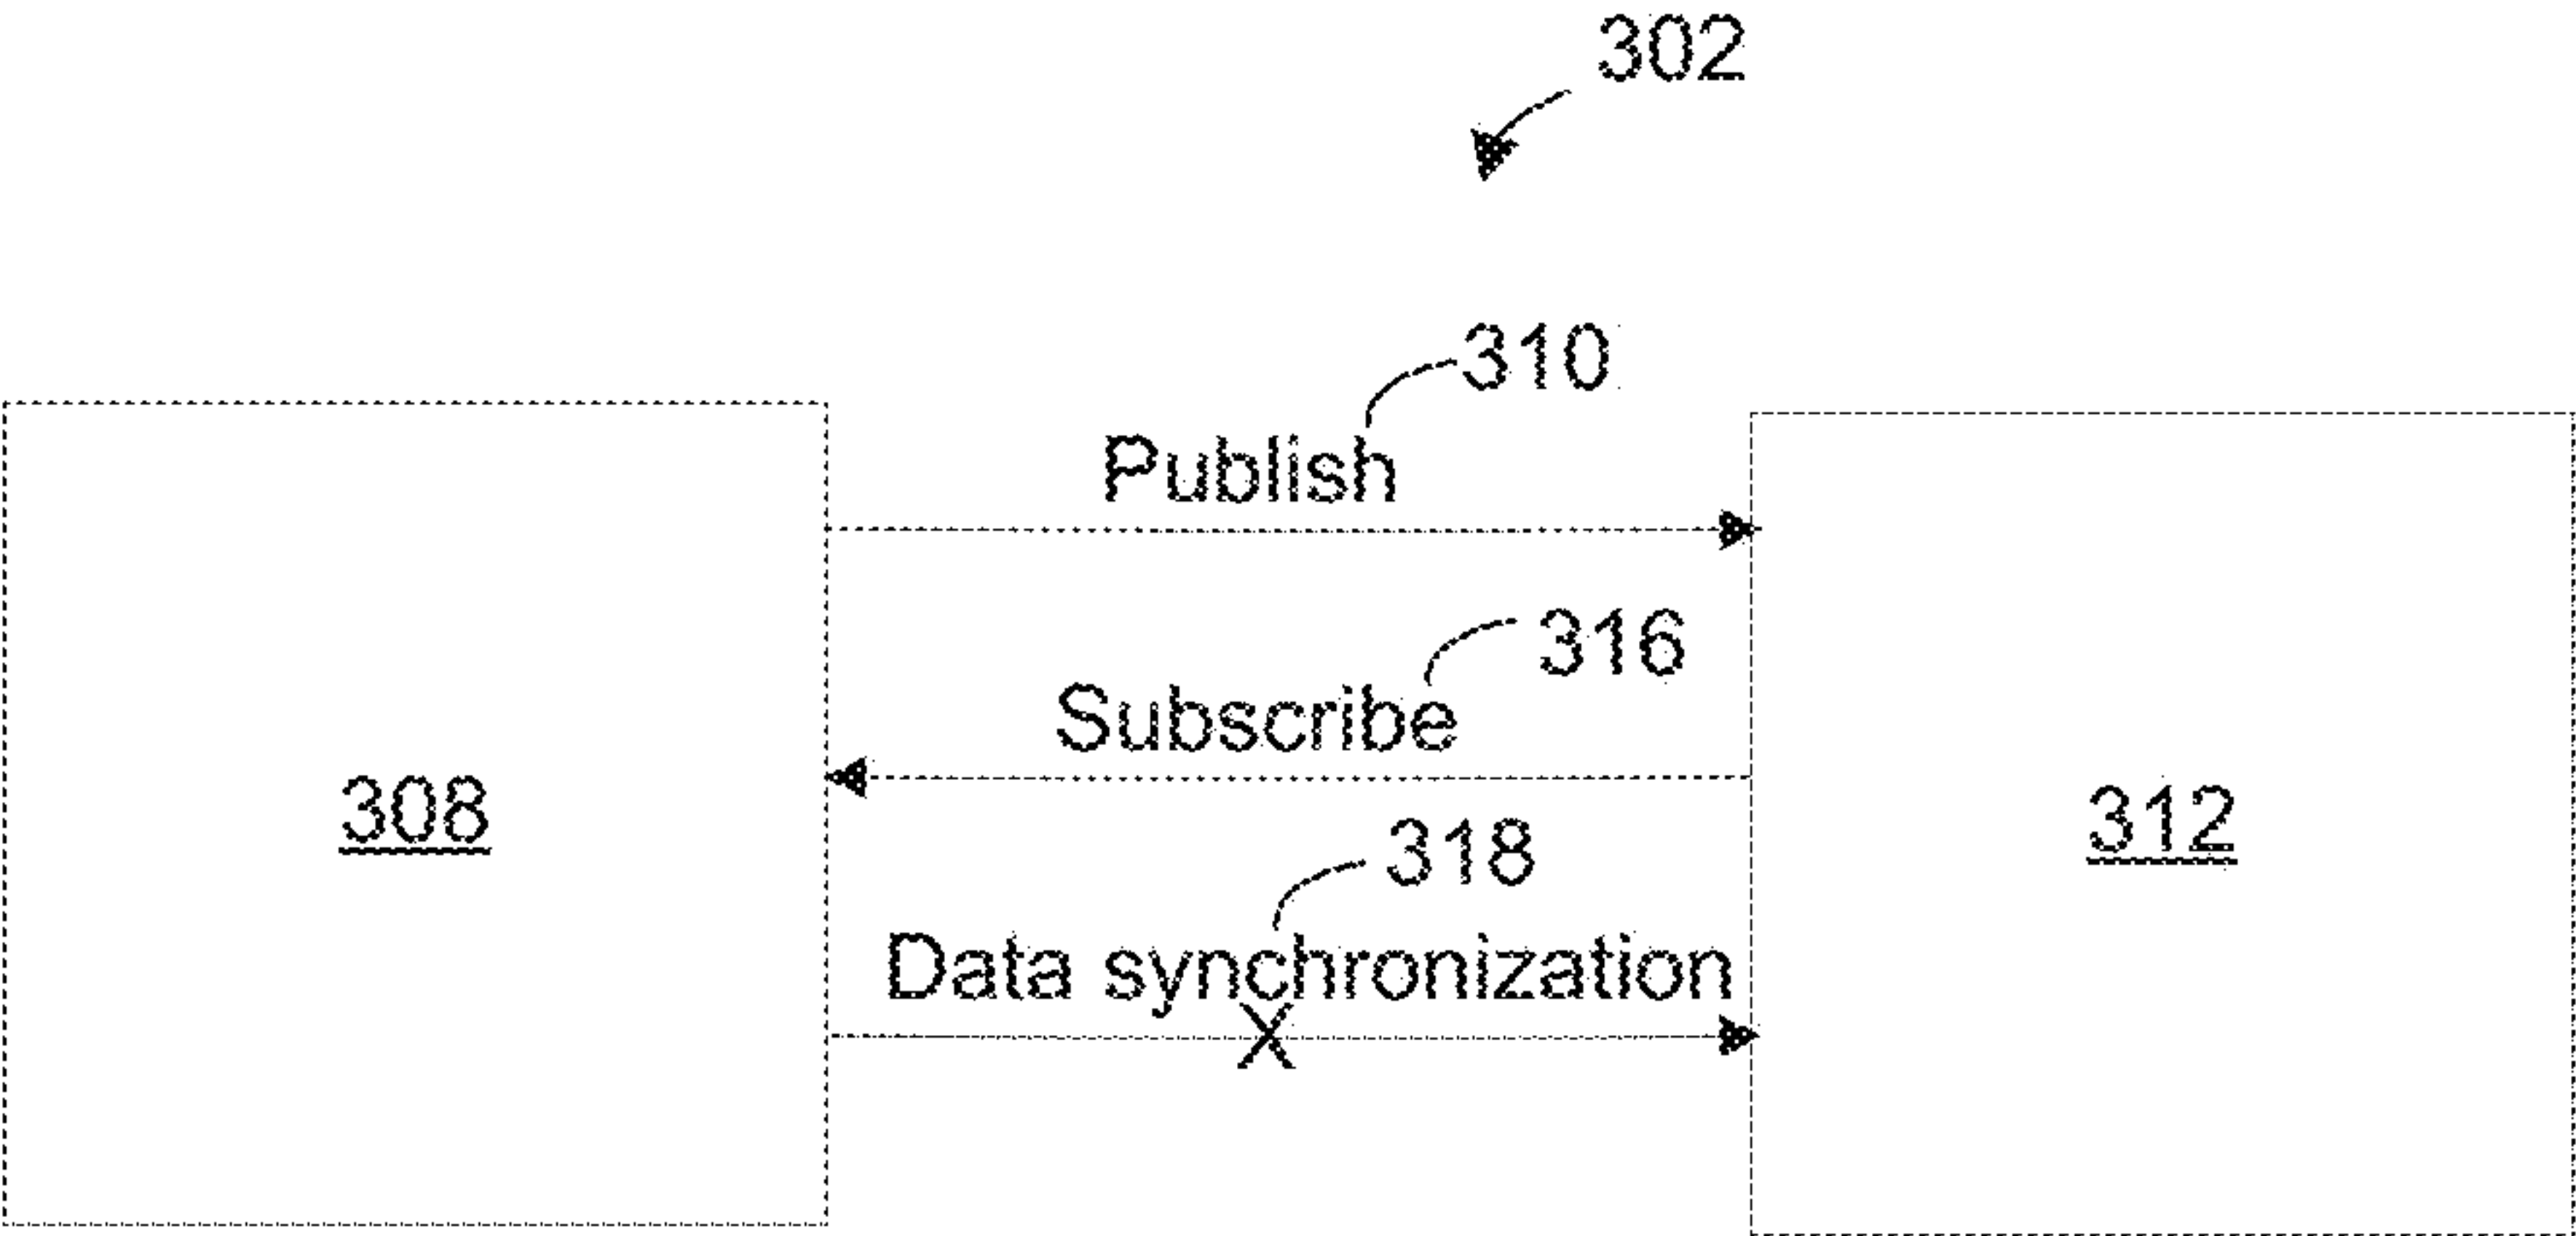 302
310
Publish
316
Subscribe
308
312
318
Data synchronization
X